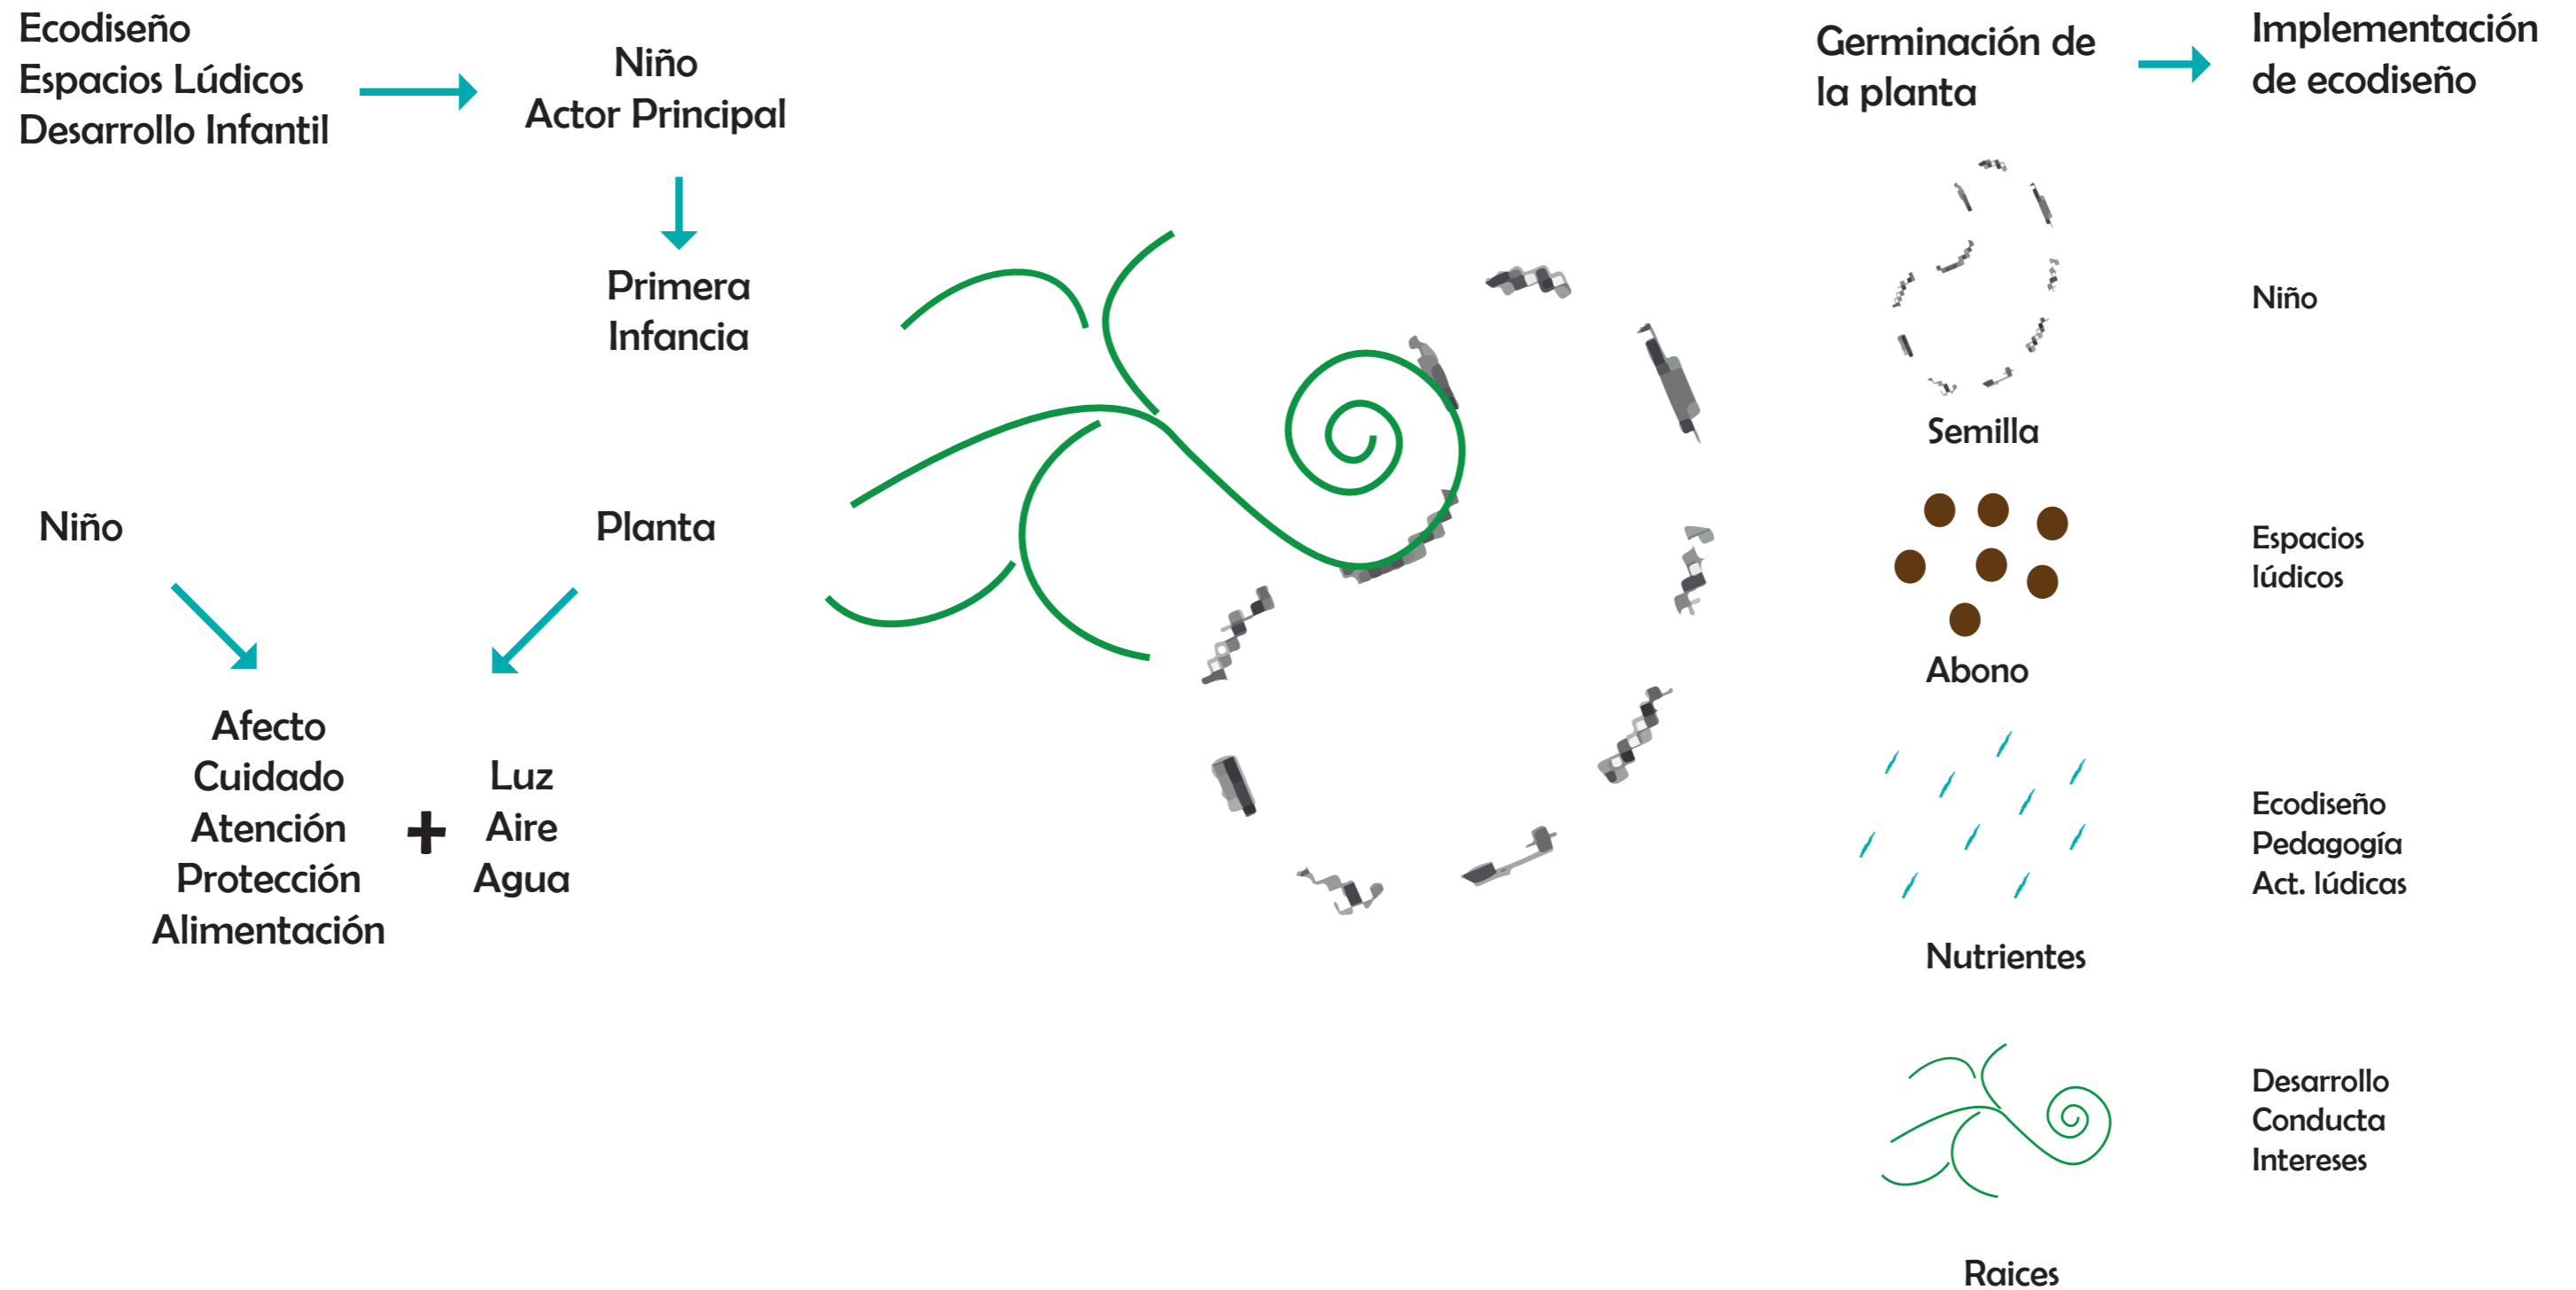 Ecodiseño
Espacios Lúdicos
Desarrollo Infantil
Niño
Actor Principal
Primera
Infancia
Niño
Planta
Afecto
Cuidado
Atención
Protección
Alimentación
+
Luz
Aire
Agua
Germinación de
la planta
Implementación
de ecodiseño
Semilla
Niño
Abono
Espacios
lúdicos
Nutrientes
Ecodiseño
Pedagogía
Act. lúdicas
Raices
Desarrollo
Conducta
Intereses